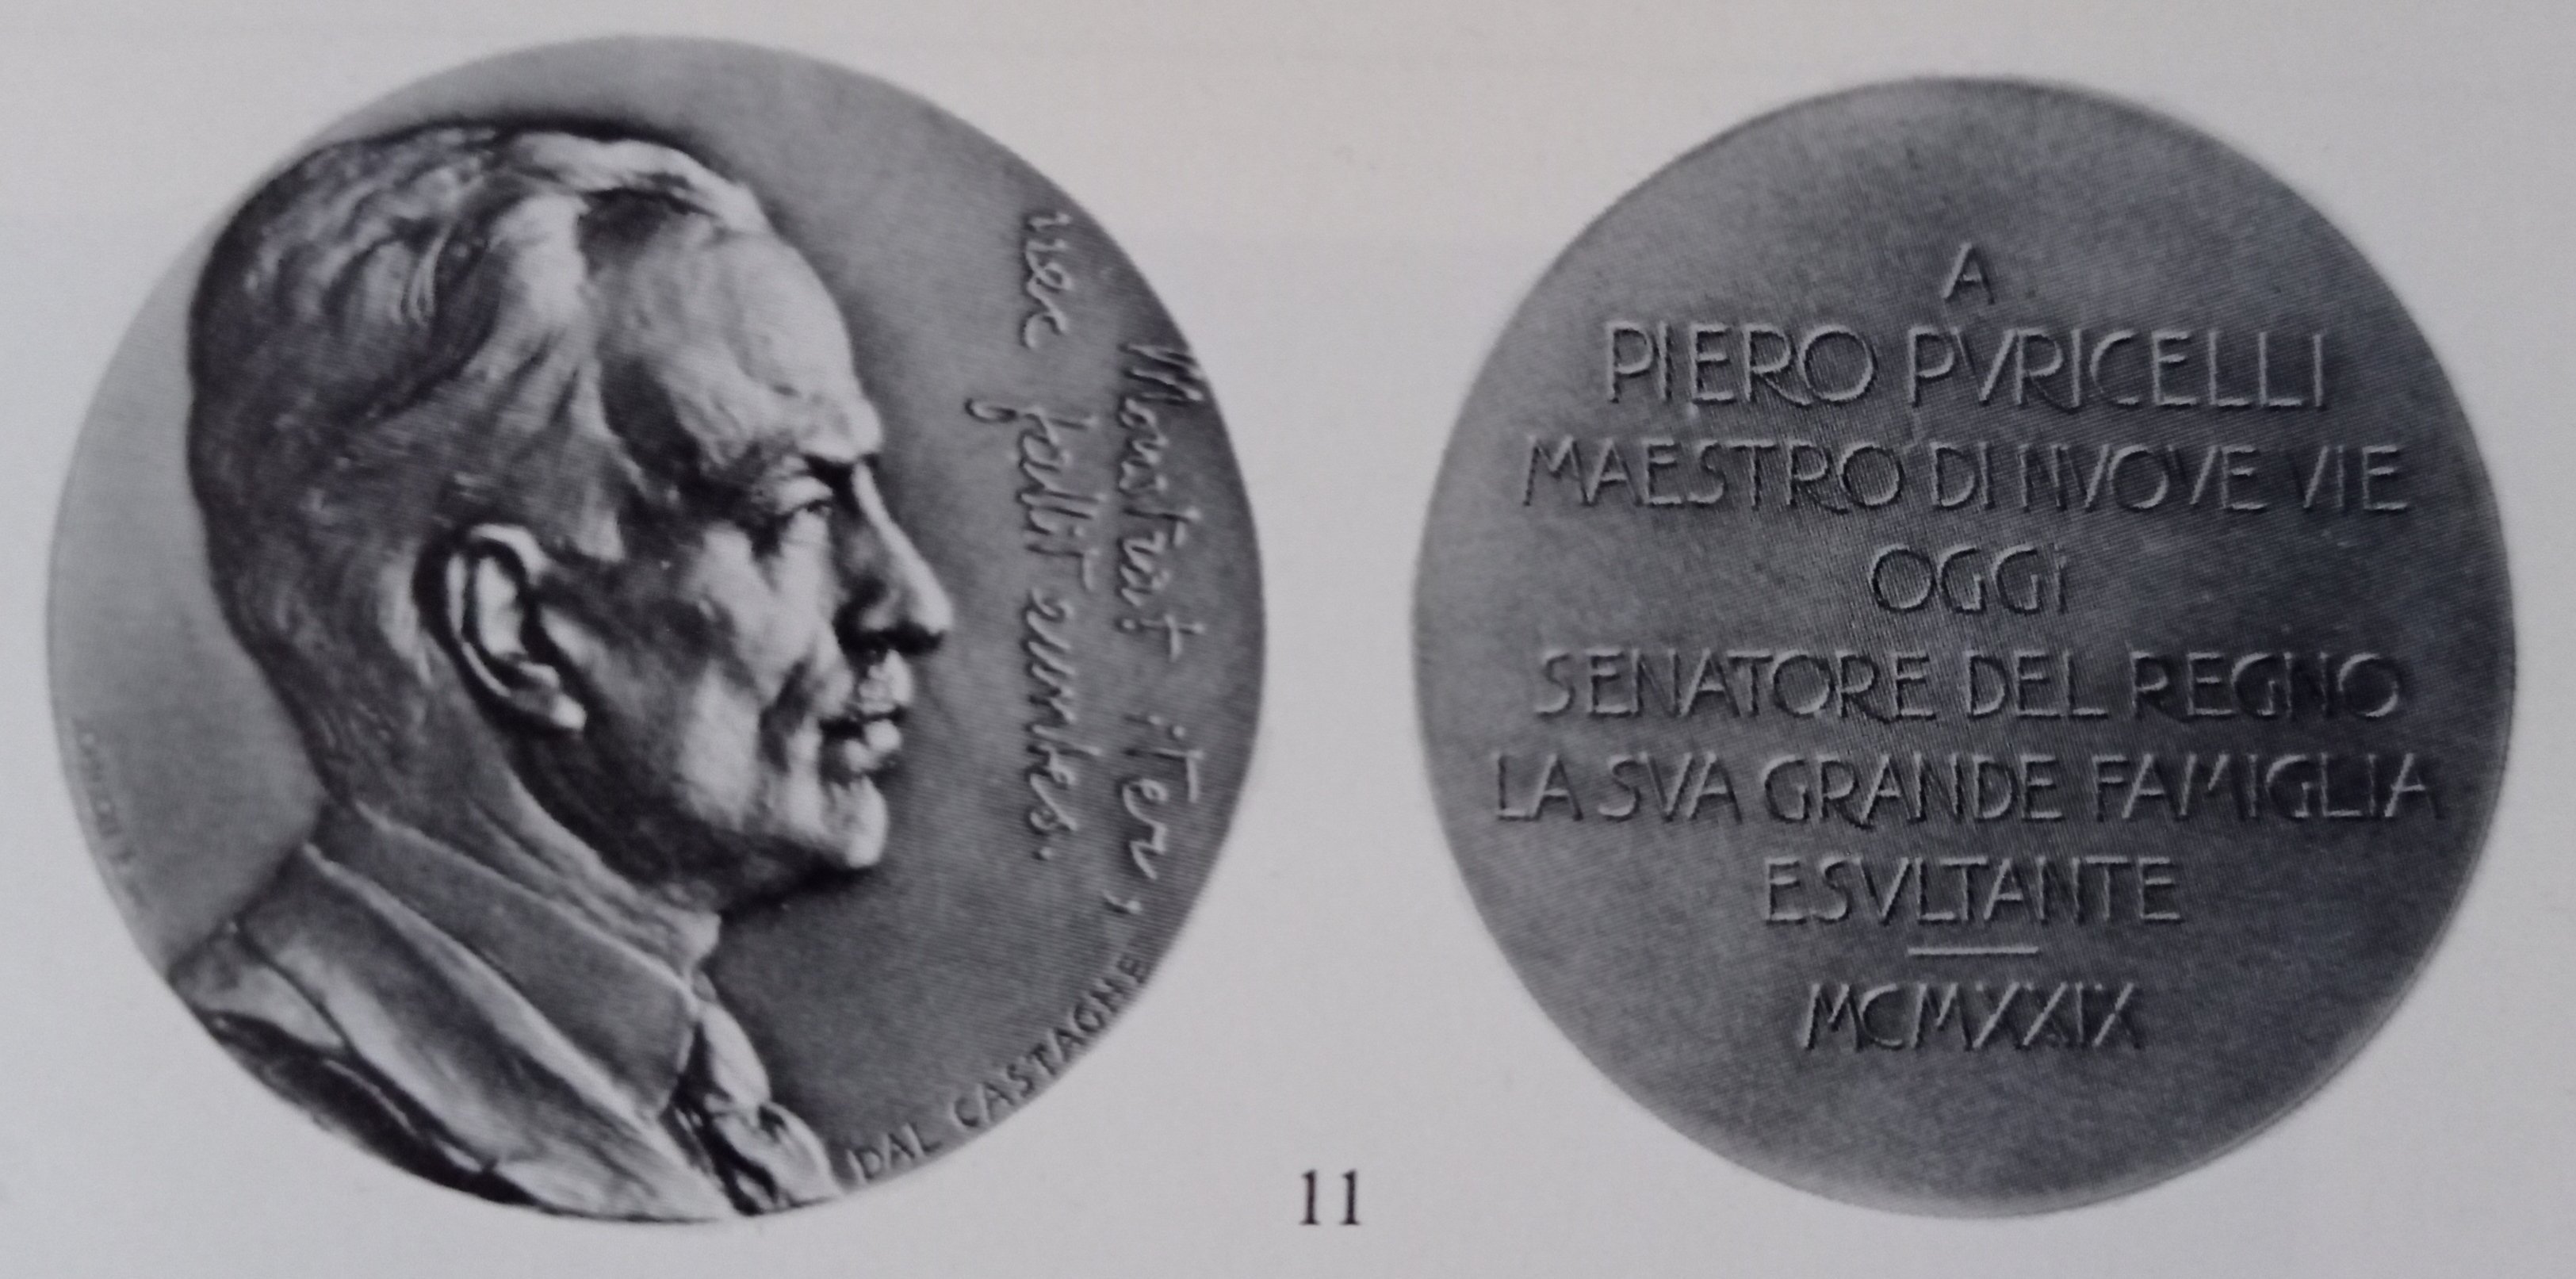 Monstrat iter,
nec fallit euntes.
DAL CASTAGNÈ
A
PIERO PVRICELLI
MAESTRO DI NVOVE VIE
OGGI
SENATORE DEL REGNO
LA SVA GRANDE FAMIGLIA
ESVLTANTE
MCMXXIX
11